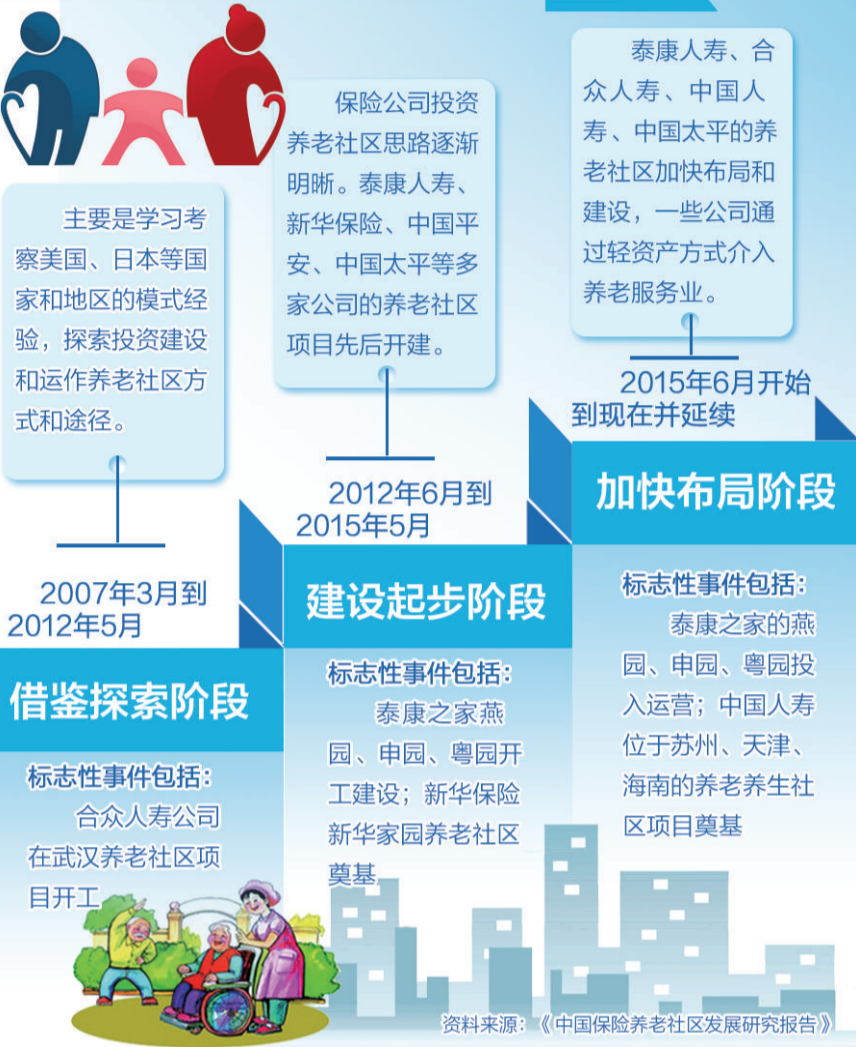 主要是学习考
察美国、日本等国
家和地区的模式经
验，探索投资建设
和运作养老社区方
式和途径。
2007年3月到
2012年5月
借鉴探索阶段
标志性事件包括：
合众人寿公司
在武汉养老社区项
目开工
保险公司投资
养老社区思路逐渐
明晰。泰康人寿、
新华保险、中国平
安、中国太平等多
家公司的养老社区
项目先后开建。
2012年6月到
2015年5月
建设起步阶段
标志性事件包括：
泰康之家燕
园、申园、粤园开
工建设；新华保险
新华家园养老社区
奠基
泰康人寿、合
众人寿、中国人
寿、中国太平的养
老社区加快布局和
建设，一些公司通
过轻资产方式介入
养老服务业。
2015年6月开始
到现在并延续
加快布局阶段
标志性事件包括：
泰康之家的燕
园、申园、粤园投
入运营；中国人寿
位于苏州、天津、
海南的养老养生社
区项目奠基
资料来源：《中国保险养老社区发展研究报告》